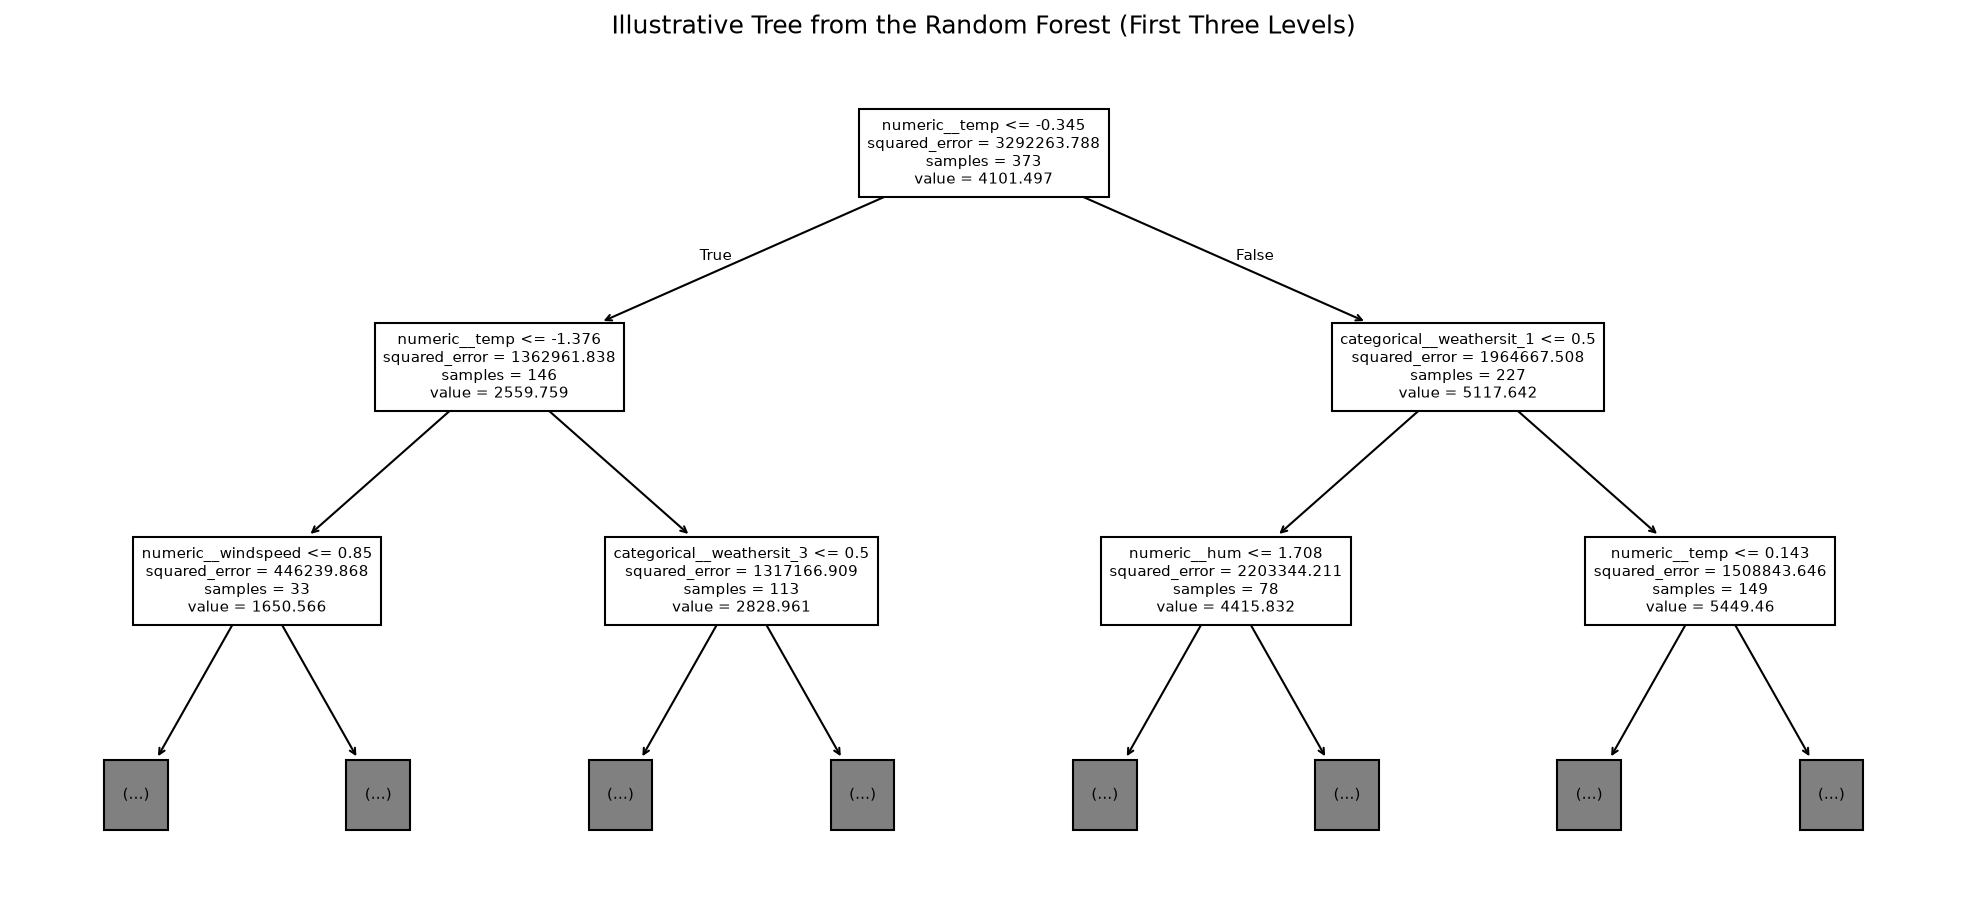 Illustrative Tree from the Random Forest (First Three Levels)
numeric__temp <= -0.345
squared_error = 3292263.788
samples = 373
value = 4101.497
True
False
numeric__temp <= -1.376
squared_error = 1362961.838
samples = 146
value = 2559.759
categorical__weathersit_1 <= 0.5
squared_error = 1964667.508
samples = 227
value = 5117.642
numeric__windspeed <= 0.85
squared_error = 446239.868
samples = 33
value = 1650.566
categorical__weathersit_3 <= 0.5
squared_error = 1317166.909
samples = 113
value = 2828.961
numeric__hum <= 1.708
squared_error = 2203344.211
samples = 78
value = 4415.832
numeric__temp <= 0.143
squared_error = 1508843.646
samples = 149
value = 5449.46
(...)
(...)
(...)
(...)
(...)
(...)
(...)
(...)